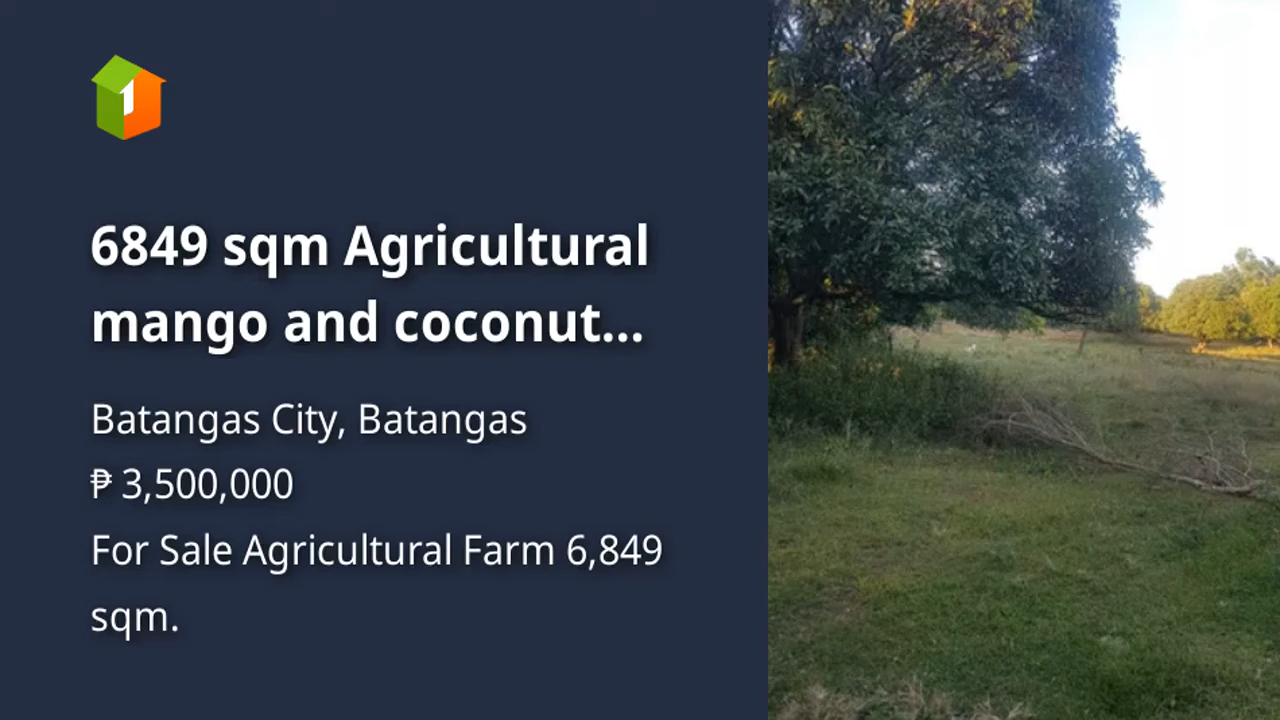 6849 sqm Agricultural
mango and coconut...
Batangas City, Batangas
₱ 3,500,000
For Sale Agricultural Farm 6,849
sqm.